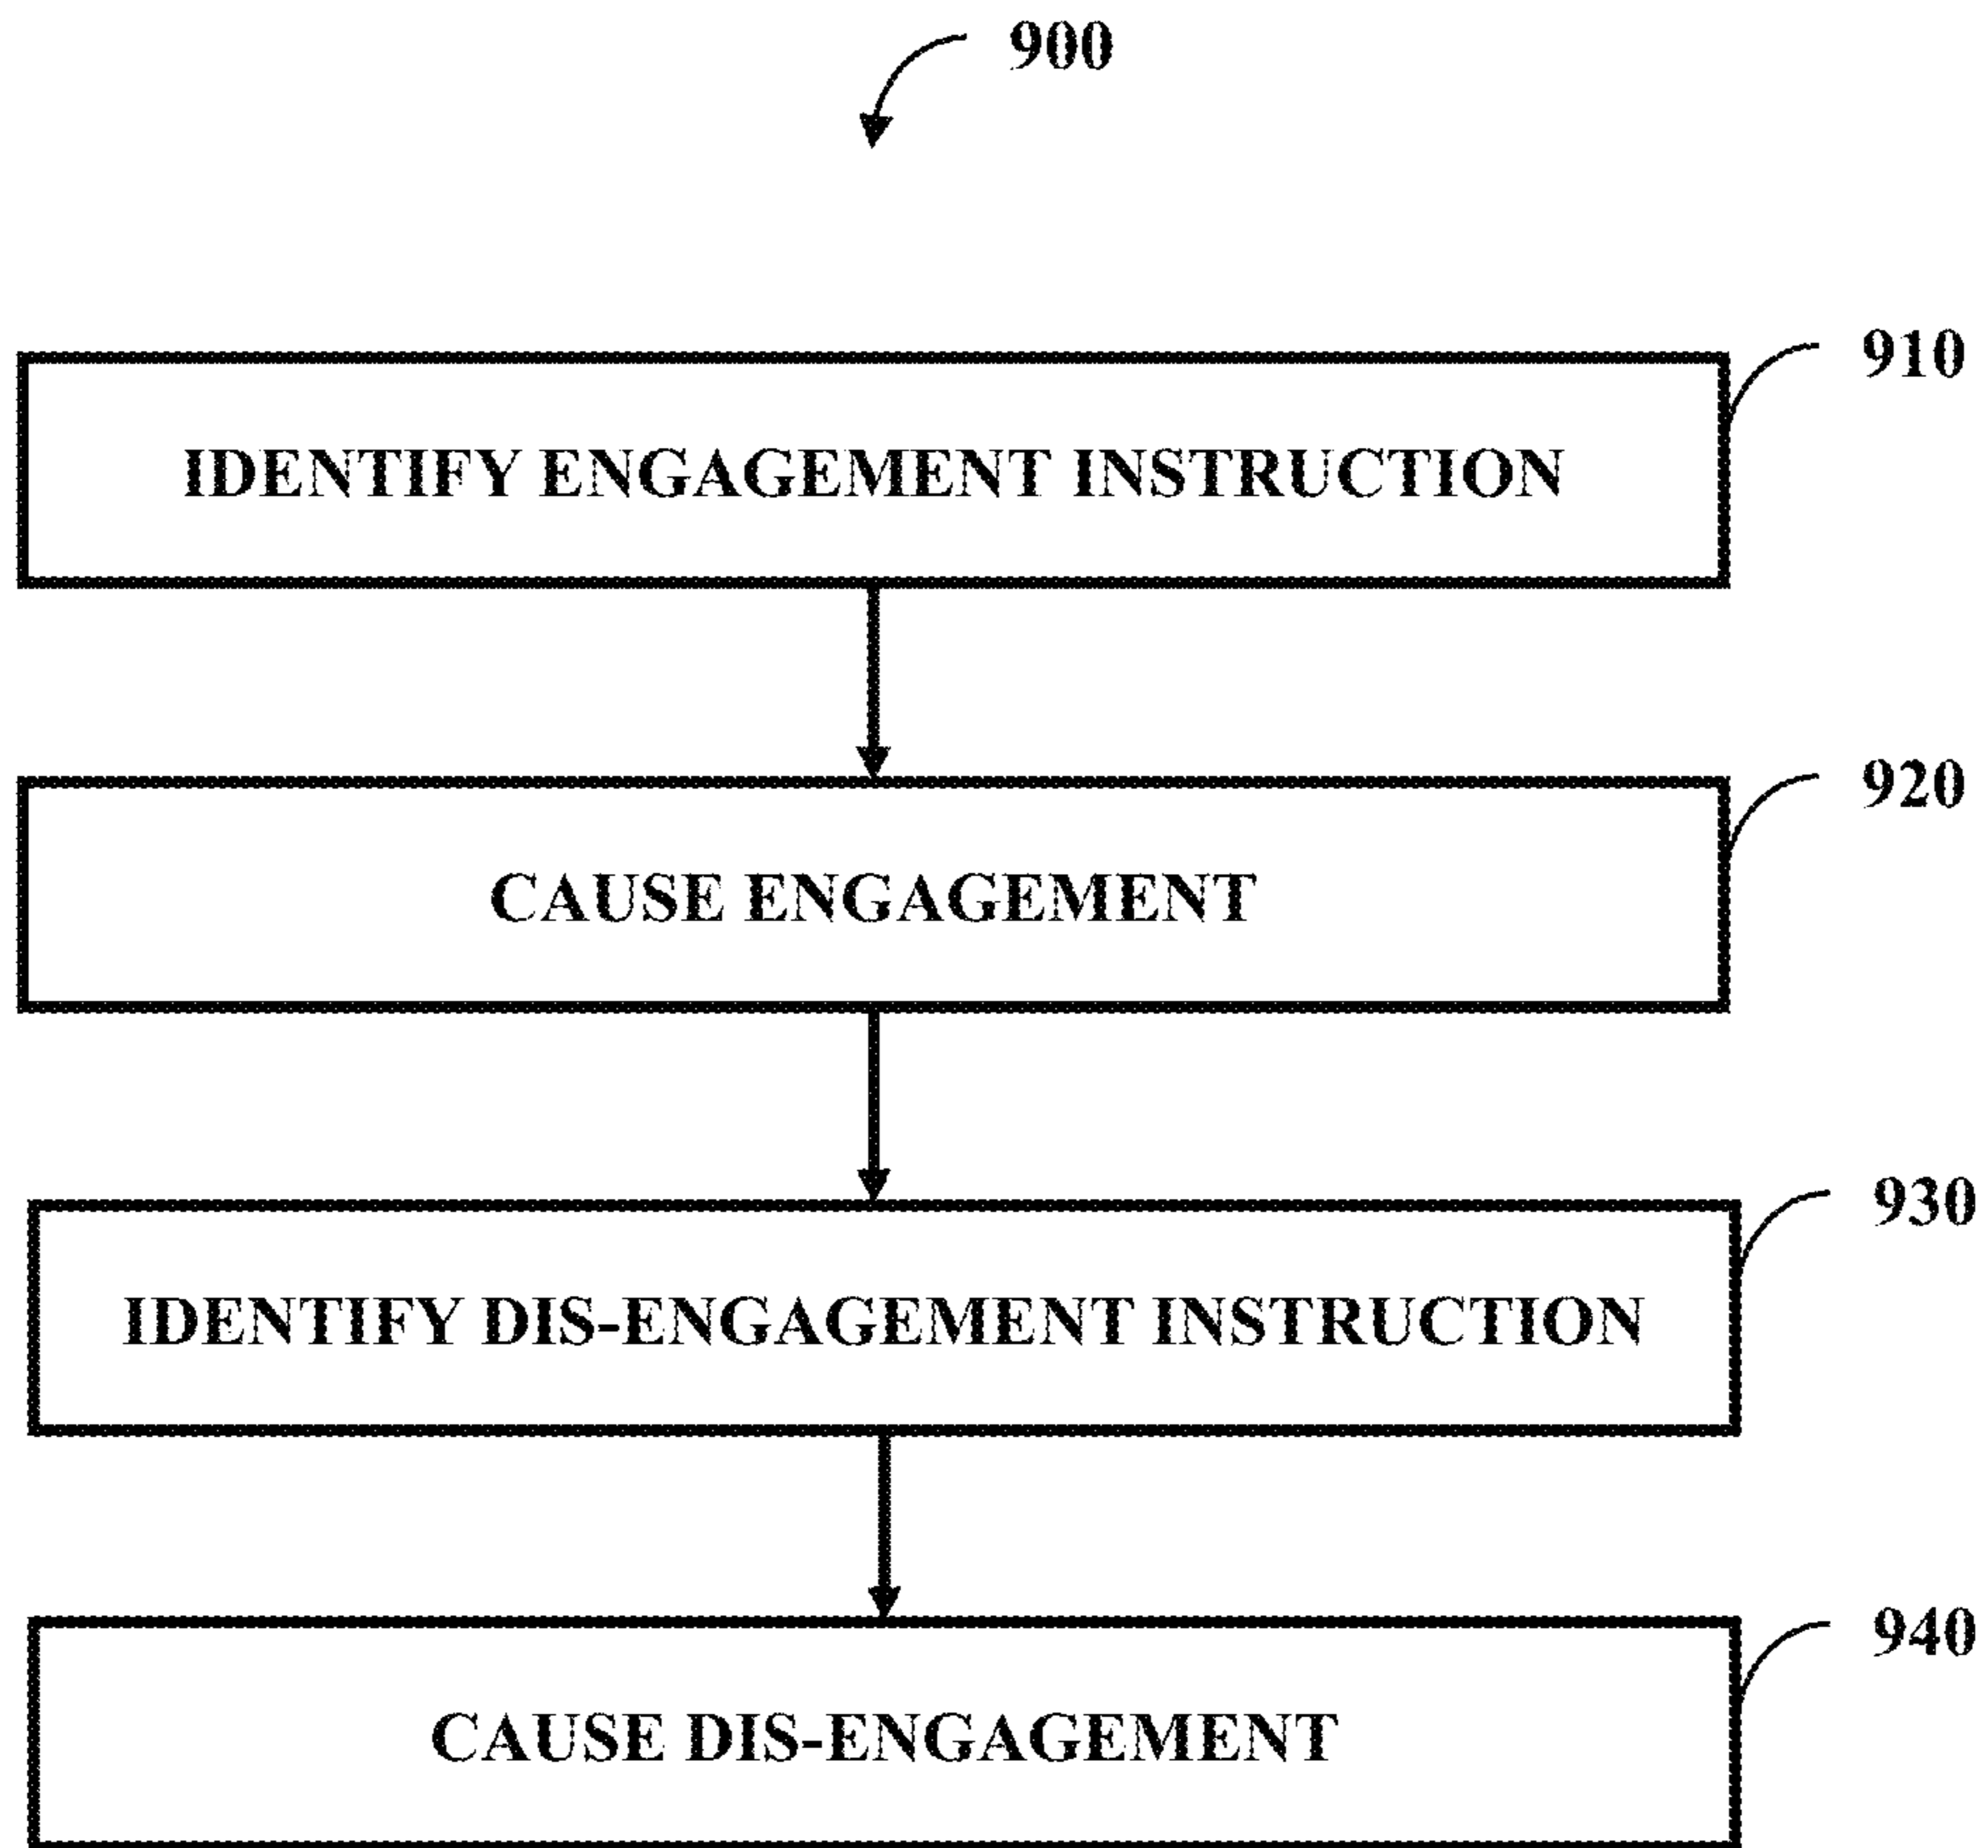 900
910
IDENTIFY ENGAGEMENT INSTRUCTION
920
CAUSE ENGAGEMENT
930
IDENTIFY DIS-ENGAGEMENT INSTRUCTION
940
CAUSE DIS-ENGAGEMENT